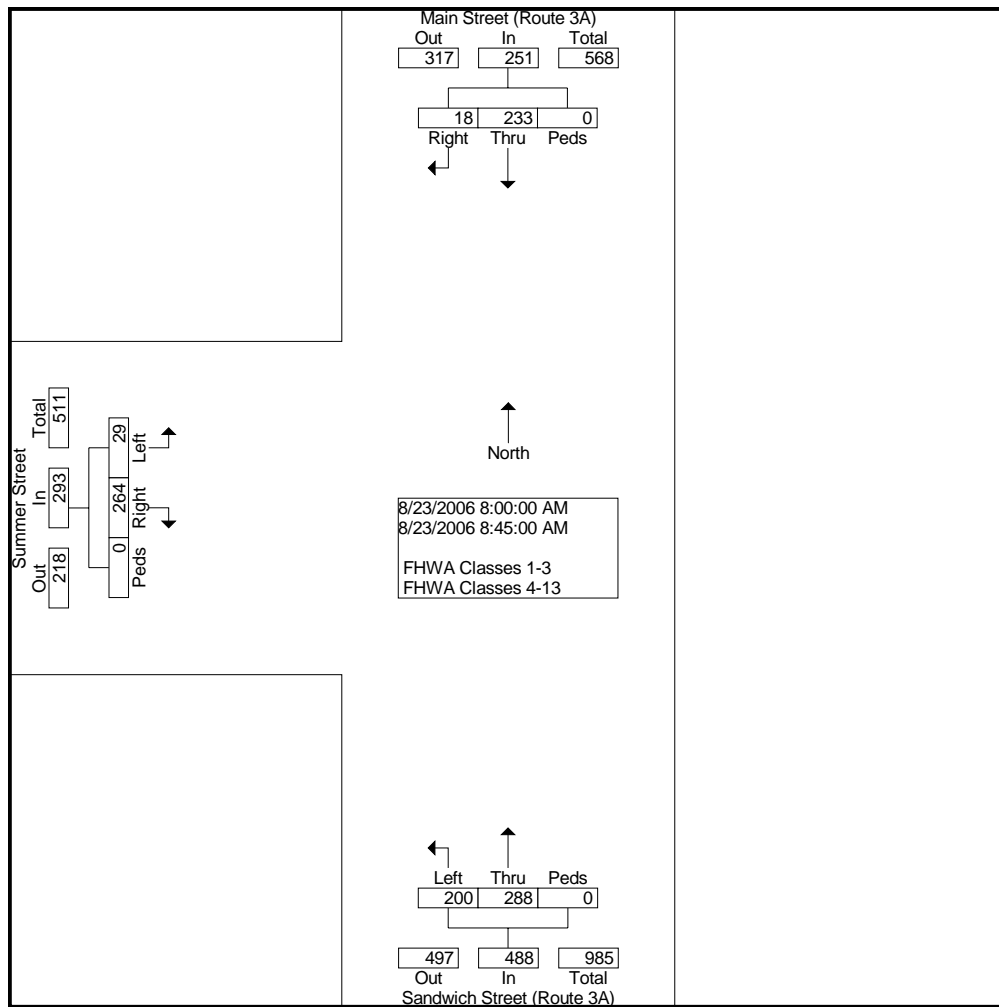 Main Street (Route 3A)
Out In Total
317 251 568
18 233 0
Right Thru Peds
Summer Street
Total In Out
511 293 218
29 264 0
Left Right Peds
North
8/23/2006 8:00:00 AM
8/23/2006 8:45:00 AM
FHWA Classes 1-3
FHWA Classes 4-13
Left Thru Peds
200 288 0
497 488 985
Out In Total
Sandwich Street (Route 3A)